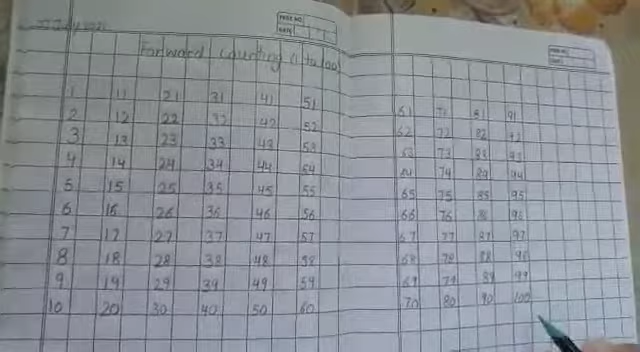 PAGE NO.
DATE
Forward counting (1 to 100)
1 11 21 31 41 51
2 12 22 32 42 52
3 13 23 33 43 53
4 14 24 34 44 54
5 15 25 35 45 55
6 16 26 36 46 56
7 17 27 37 47 57
8 18 28 38 48 58
9 19 29 39 49 59
10 20 30 40 50 60
61 71 81 91
62 72 82 92
63 73 83 93
64 74 84 94
65 75 85 95
66 76 86 96
67 77 87 97
68 78 88 98
69 79 89 99
70 80 90 100